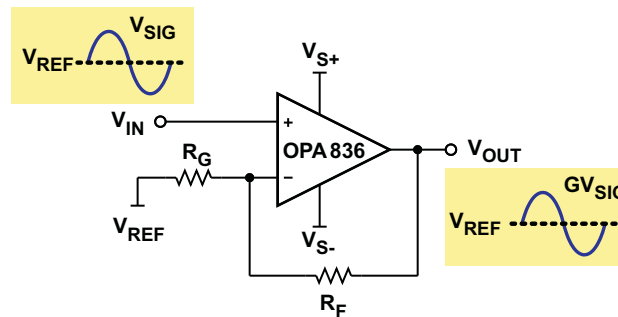 VSIG
VREF
VS+
VIN
+
OPA836
VOUT
RG
−
VREF
VS-
GVSIG
VREF
RF